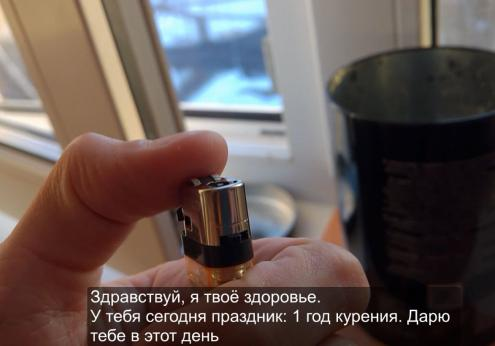 Здравствуй, я твоё здоровье.
У тебя сегодня праздник: 1 год курения. Дарю
тебе в этот день